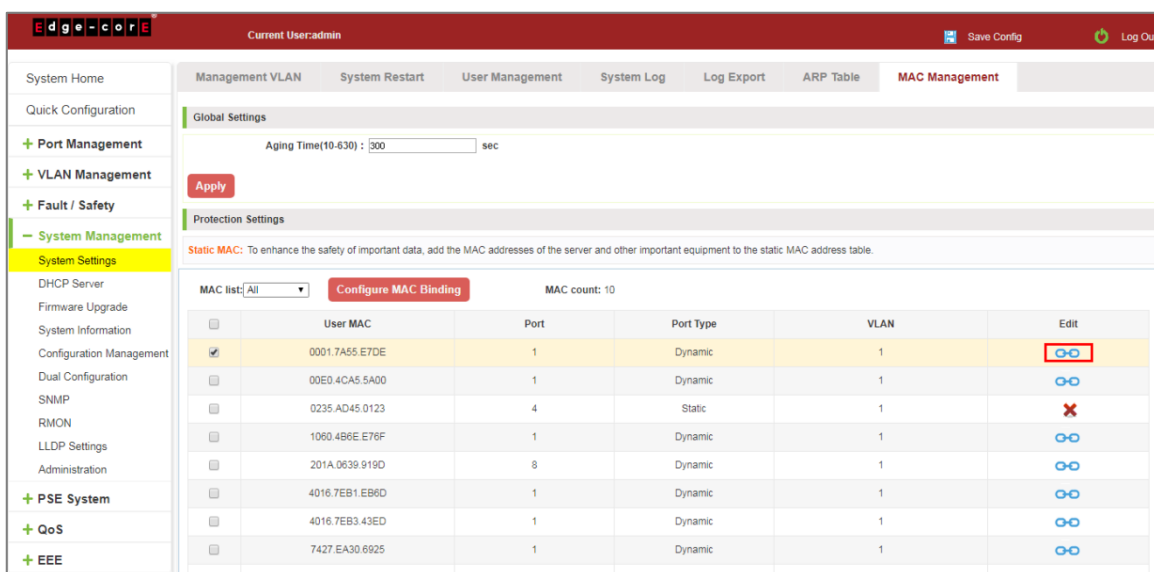 Edge-corE
Current User:admin
Save Config
Log Ou
System Home
Quick Configuration
+ Port Management
+ VLAN Management
+ Fault / Safety
− System Management
System Settings
DHCP Server
Firmware Upgrade
System Information
Configuration Management
Dual Configuration
SNMP
RMON
LLDP Settings
Administration
+ PSE System
+ QoS
+ EEE
Management VLAN System Restart User Management System Log Log Export ARP Table MAC Management
Global Settings
Aging Time(10-630) : 300 sec
Apply
Protection Settings
Static MAC: To enhance the safety of important data, add the MAC addresses of the server and other important equipment to the static MAC address table.
MAC list: All Configure MAC Binding MAC count: 10
User MAC Port Port Type VLAN Edit
0001.7A55.E7DE 1 Dynamic 1
00E0.4CA5.5A00 1 Dynamic 1
0235.AD45.0123 4 Static 1
1060.4B6E.E76F 1 Dynamic 1
201A.0639.919D 8 Dynamic 1
4016.7EB1.EB6D 1 Dynamic 1
4016.7EB3.43ED 1 Dynamic 1
7427.EA30.6925 1 Dynamic 1